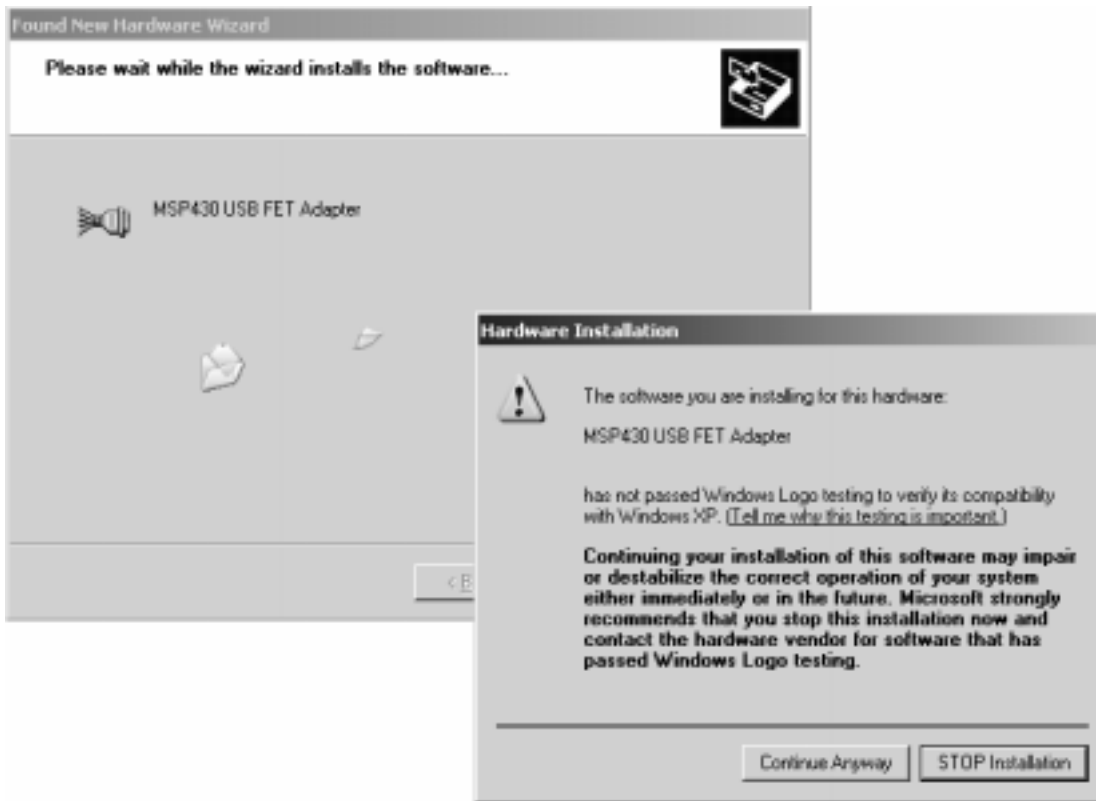 Found New Hardware Wizard
Please wait while the wizard installs the software...
MSP430 USB FET Adapter
< B
Hardware Installation
The software you are installing for this hardware:
MSP430 USB FET Adapter
has not passed Windows Logo testing to verify its compatibility
with Windows XP. (Tell me why this testing is important.)
Continuing your installation of this software may impair
or destabilize the correct operation of your system
either immediately or in the future. Microsoft strongly
recommends that you stop this installation now and
contact the hardware vendor for software that has
passed Windows Logo testing.
Continue Anyway
STOP Installation